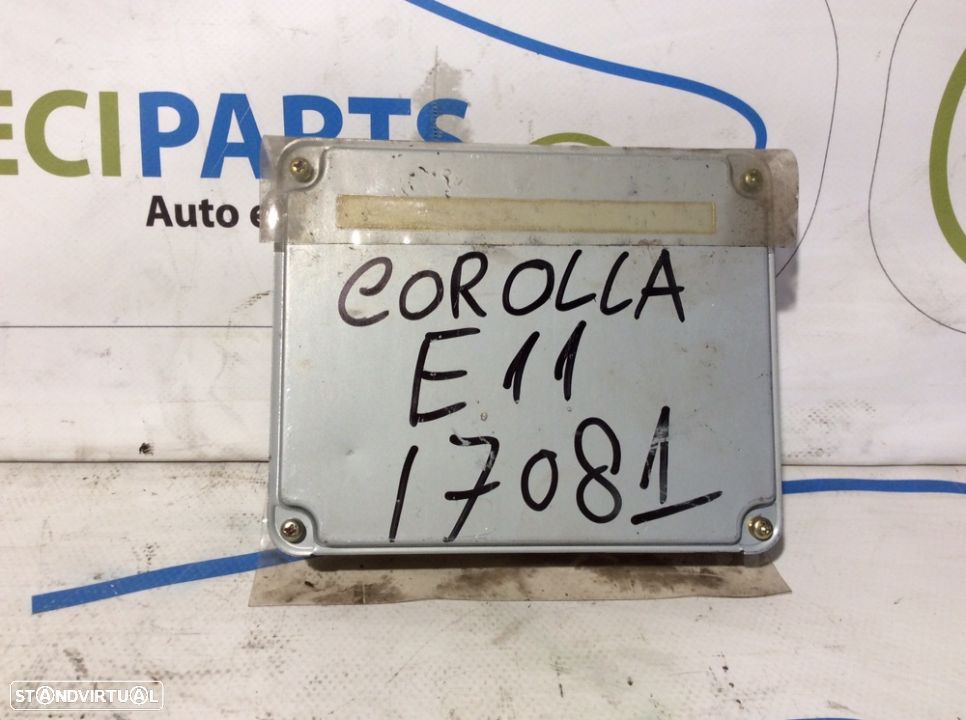 ECIPARTS
Auto e
COROLLA
E11
17081
STANDVIRTUAL